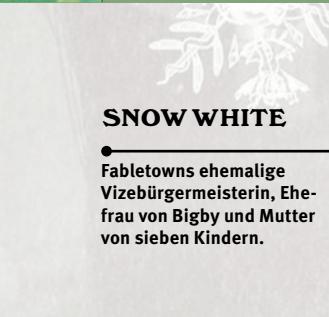 SNOW WHITE
Fabletowns ehemalige
Vizebürgermeisterin, Ehe-
frau von Bigby und Mutter
von sieben Kindern.